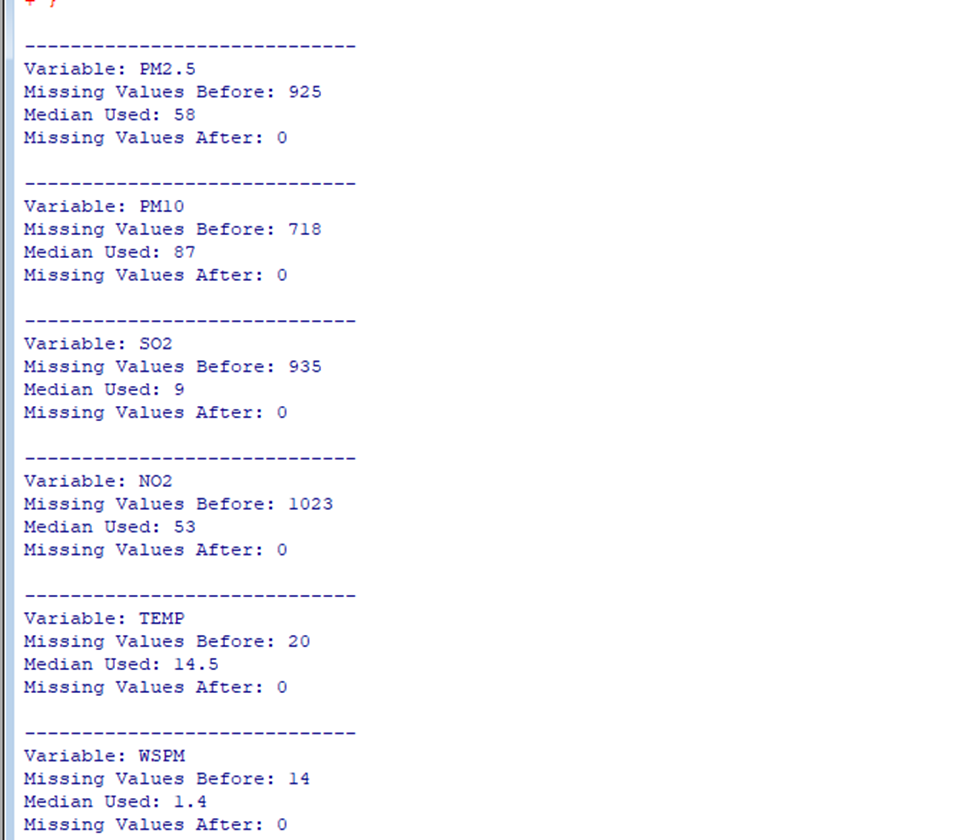 -----------------------------
Variable: PM2.5
Missing Values Before: 925
Median Used: 58
Missing Values After: 0
-----------------------------
Variable: PM10
Missing Values Before: 718
Median Used: 87
Missing Values After: 0
-----------------------------
Variable: SO2
Missing Values Before: 935
Median Used: 9
Missing Values After: 0
-----------------------------
Variable: NO2
Missing Values Before: 1023
Median Used: 53
Missing Values After: 0
-----------------------------
Variable: TEMP
Missing Values Before: 20
Median Used: 14.5
Missing Values After: 0
-----------------------------
Variable: WSPM
Missing Values Before: 14
Median Used: 1.4
Missing Values After: 0